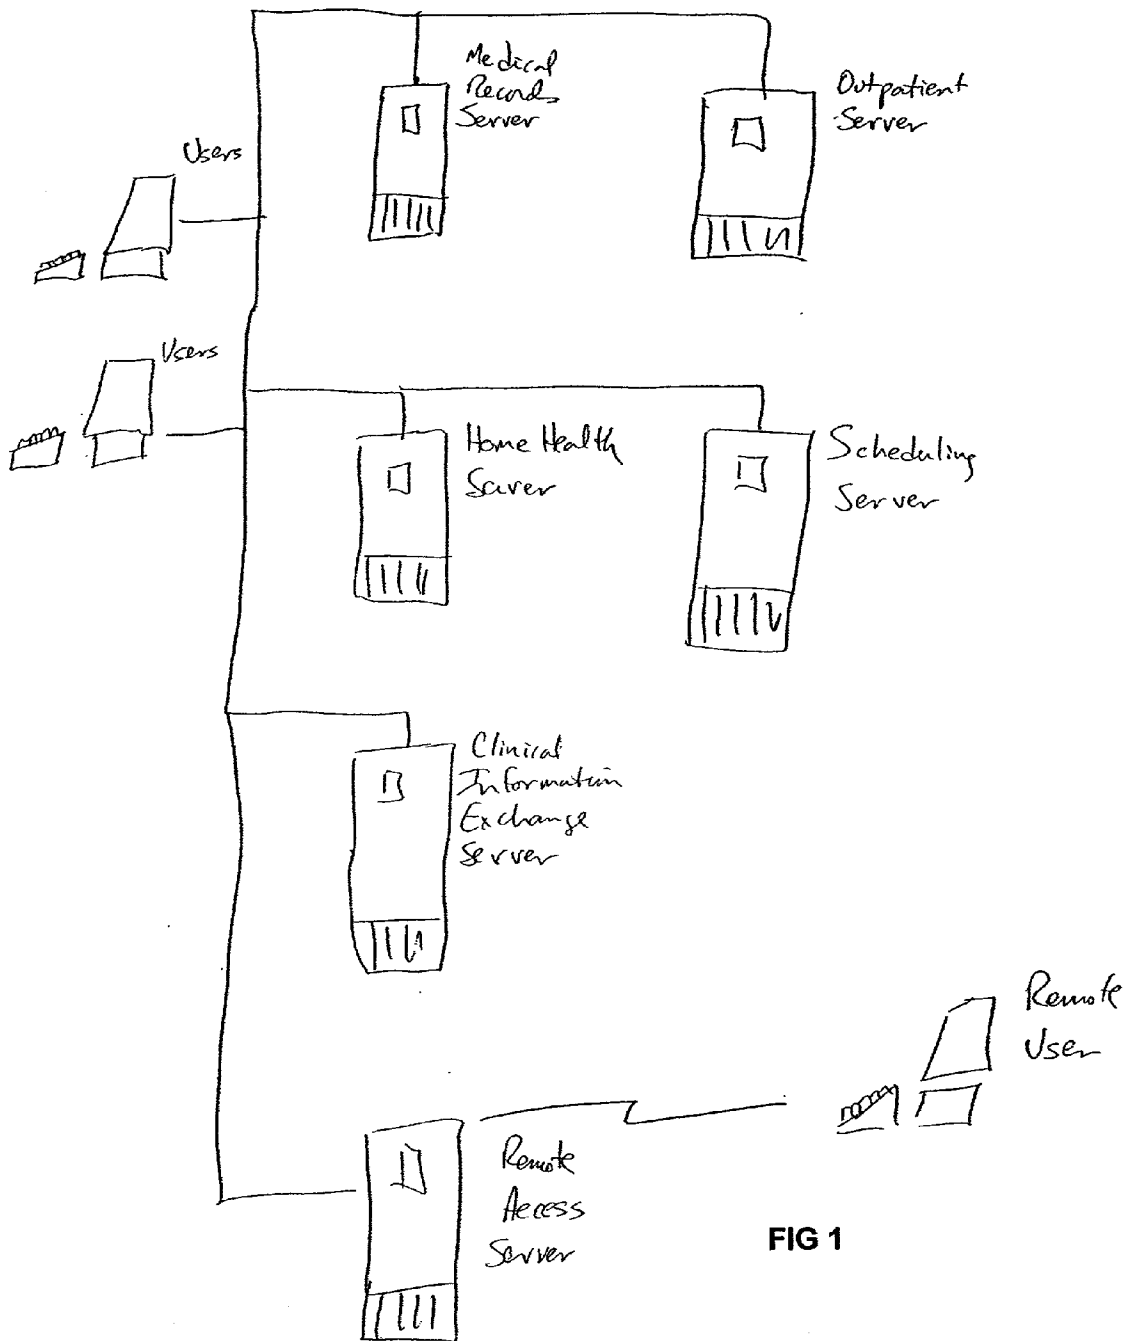 Medical
Records
Server
Outpatient
Server
Users
Users
Home Health
Server
Scheduling
Server
Clinical
Information
Exchange
Server
Remote
User
Remote
Access
Server
FIG 1